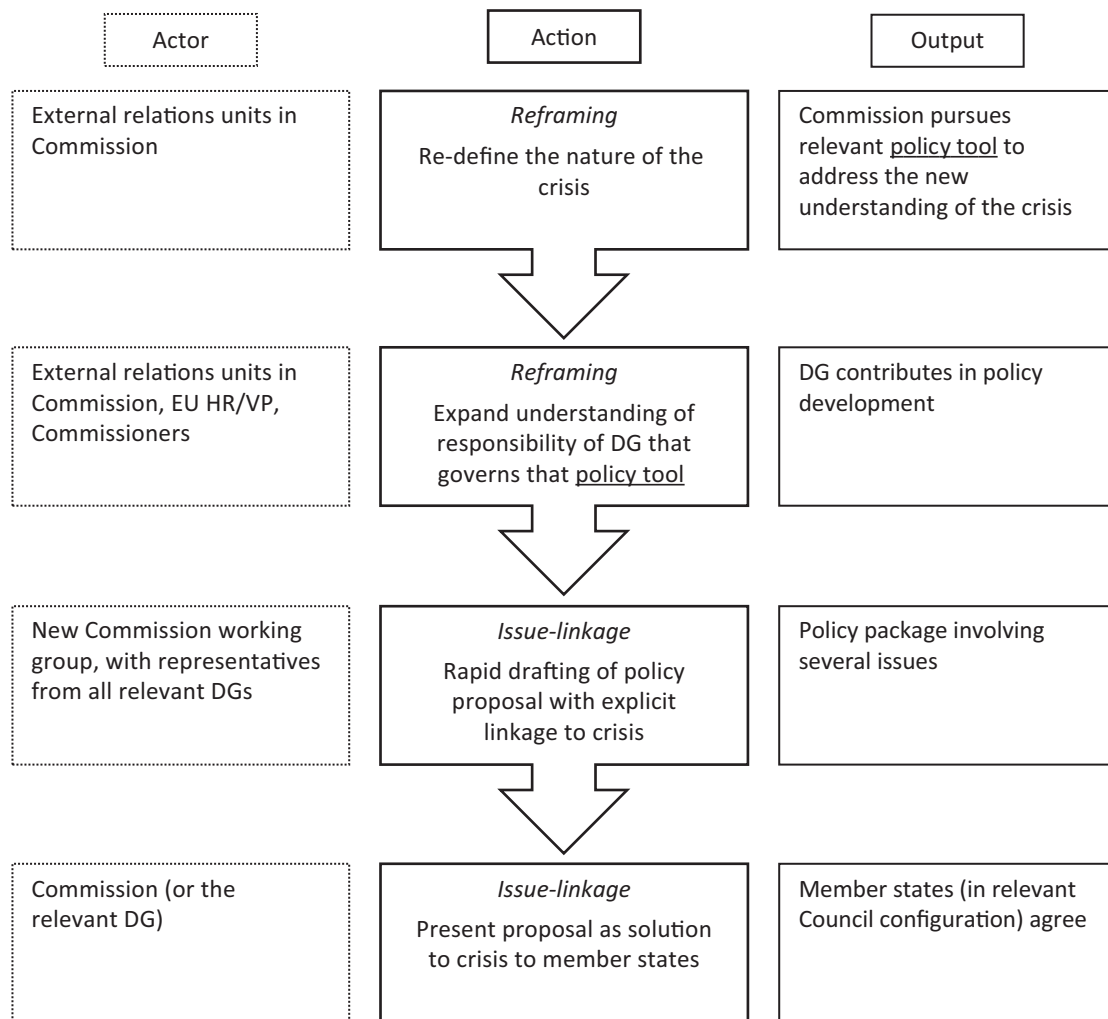 Actor
Action
Output
External relations units in
Commission
Reframing
Re-define the nature of the
crisis
Commission pursues
relevant policy tool to
address the new
understanding of the crisis
External relations units in
Commission, EU HR/VP,
Commissioners
Reframing
Expand understanding of
responsibility of DG that
governs that policy tool
DG contributes in policy
development
New Commission working
group, with representatives
from all relevant DGs
Issue-linkage
Rapid drafting of policy
proposal with explicit
linkage to crisis
Policy package involving
several issues
Commission (or the
relevant DG)
Issue-linkage
Present proposal as solution
to crisis to member states
Member states (in relevant
Council configuration) agree